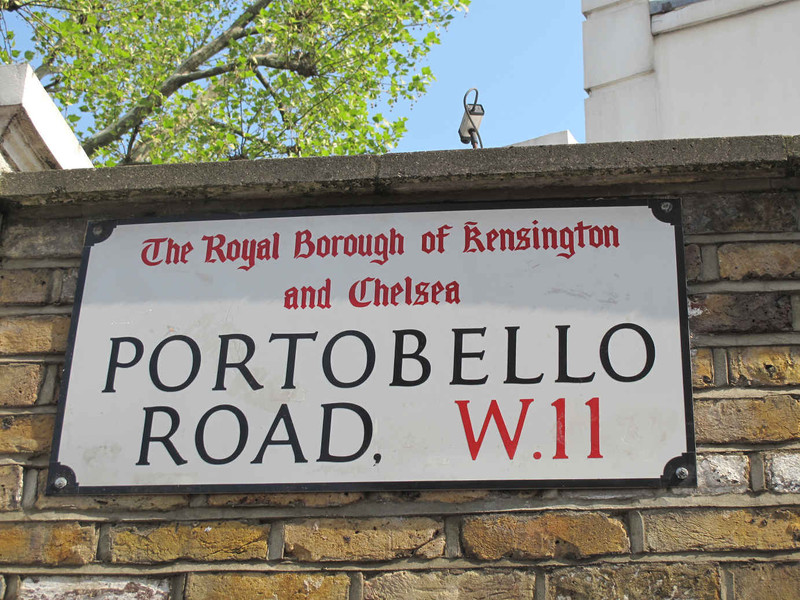 The Royal Borough of Kensington
and Chelsea
PORTOBELLO
ROAD, W.11